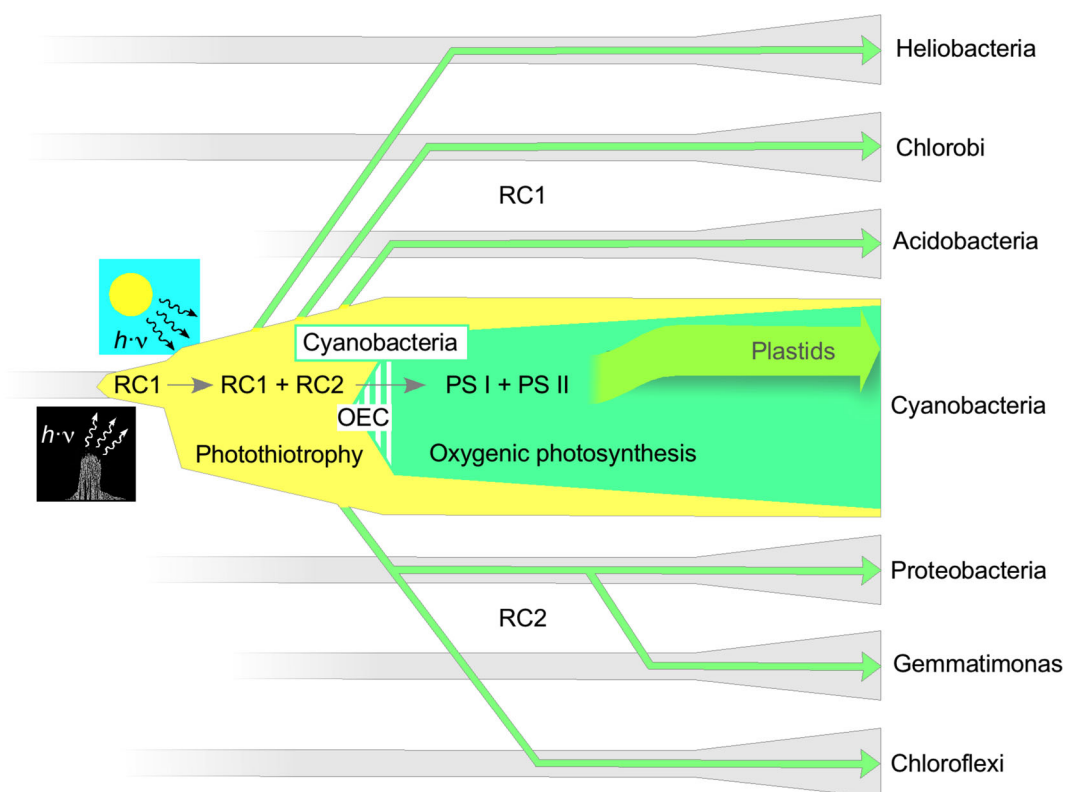 Heliobacteria
Chlorobi
RC1
Acidobacteria
h·ν
Cyanobacteria
Plastids
RC1
RC1 + RC2
PS I + PS II
Cyanobacteria
OEC
h·ν
Photothiotrophy
Oxygenic photosynthesis
Proteobacteria
RC2
Gemmatimonas
Chloroflexi